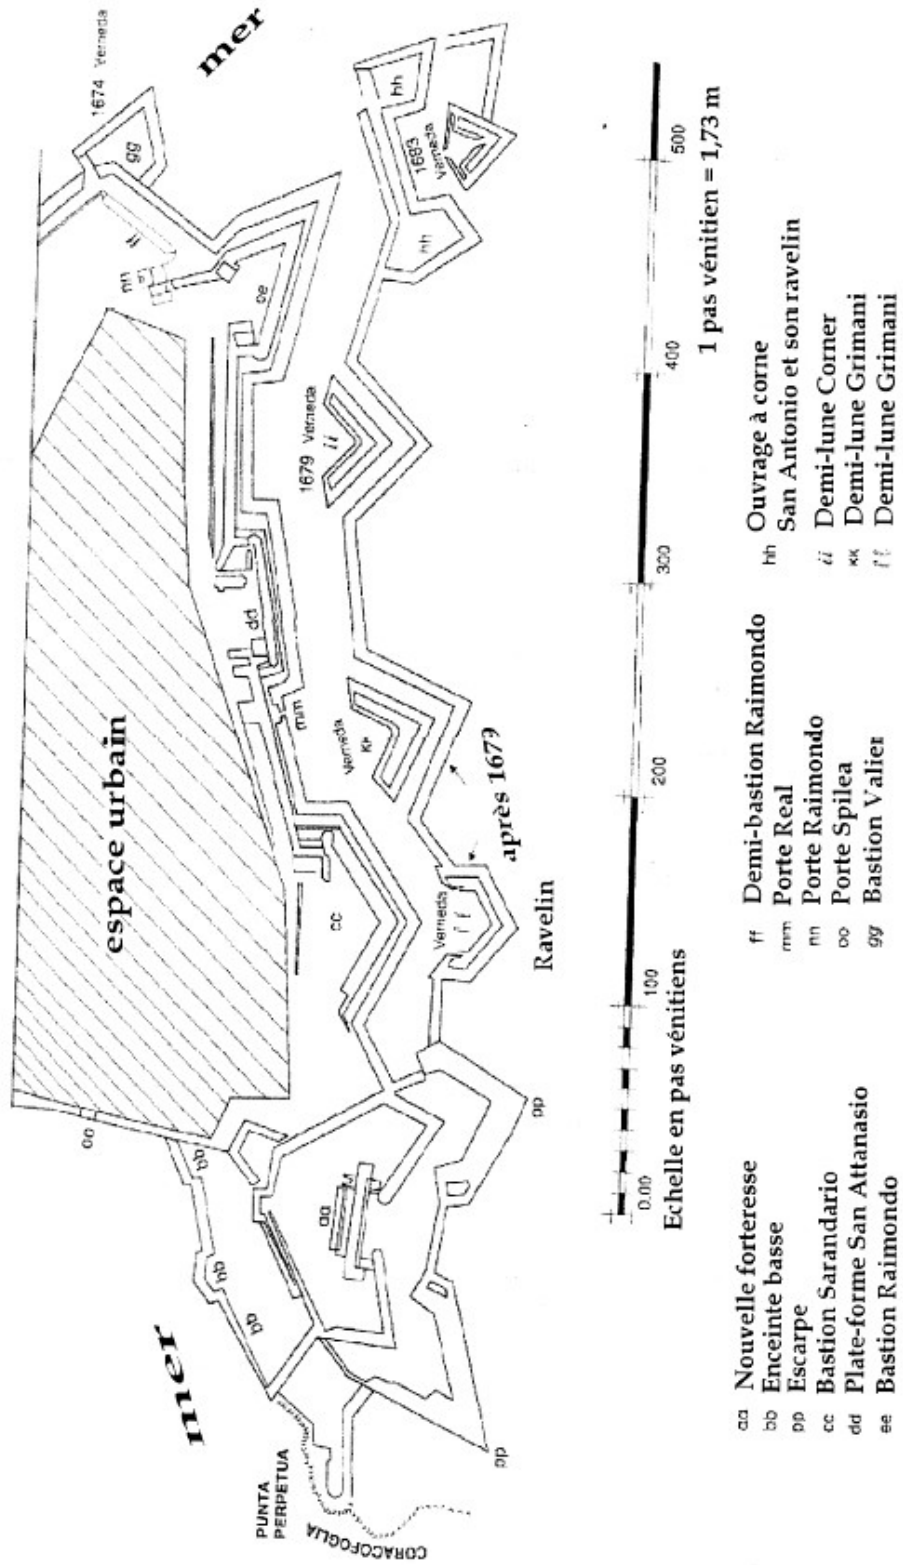 mer
1674 Verneda
gg
mer
hh
1683
Verneda
hh
ff
nn
ee
1679 Verneda
ii
espace urbain
dd
mm
Verneda
KK
après 1679
cc
Verneda
ll
Ravelin
oo
bb
bb
bb
aa
M
pp
pp
mer
PUNTA
PERPETUA
CORACOFOGLIA
0.00
100
200
300
400
500
Echelle en pas vénitiens
1 pas vénitien = 1,73 m
aa Nouvelle forteresse
bb Enceinte basse
pp Escarpe
cc Bastion Sarandario
dd Plate-forme San Attanasio
ee Bastion Raimondo
ff Demi-bastion Raimondo
mm Porte Real
nn Porte Raimondo
oo Porte Spilea
gg Bastion Valier
hh Ouvrage à corne
San Antonio et son ravelin
ii Demi-lune Corner
KK Demi-lune Grimani
ll Demi-lune Grimani